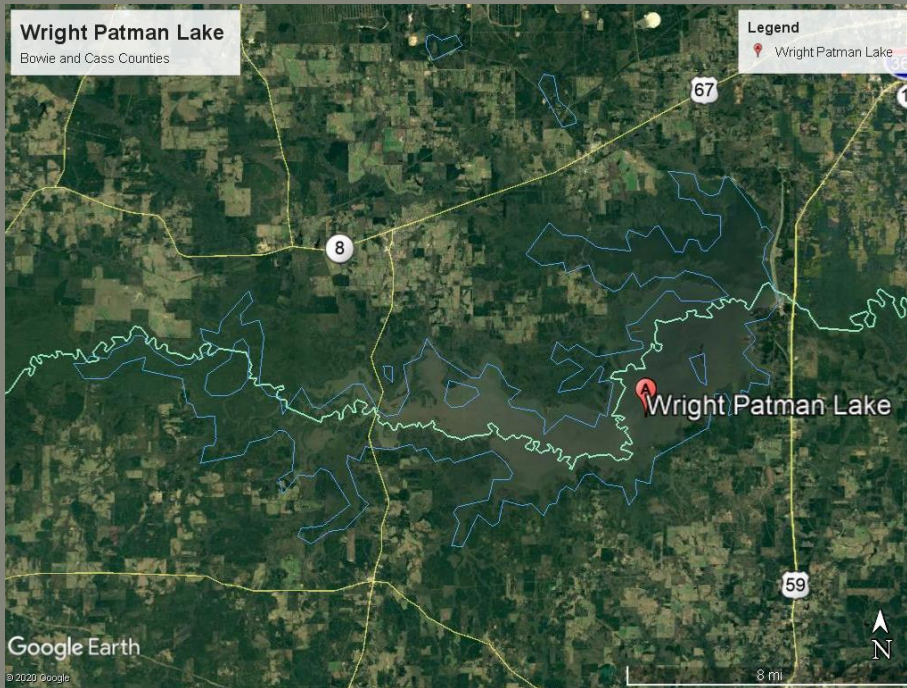 Wright Patman Lake
Bowie and Cass Counties
Legend
Wright Patman Lake
67
8
A
Wright Patman Lake
59
Google Earth
N
© 2020 Google
8 mi